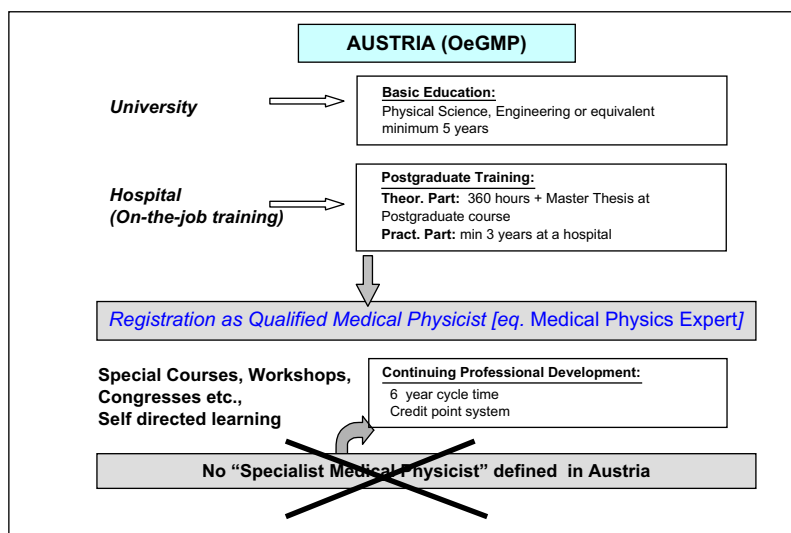 AUSTRIA (OeGMP)
University
Basic Education:
Physical Science, Engineering or equivalent
minimum 5 years
Hospital
(On-the-job training)
Postgraduate Training:
Theor. Part: 360 hours + Master Thesis at
Postgraduate course
Pract. Part: min 3 years at a hospital
Registration as Qualified Medical Physicist [eq. Medical Physics Expert]
Special Courses, Workshops,
Congresses etc.,
Self directed learning
Continuing Professional Development:
6 year cycle time
Credit point system
No “Specialist Medical Physicist” defined in Austria